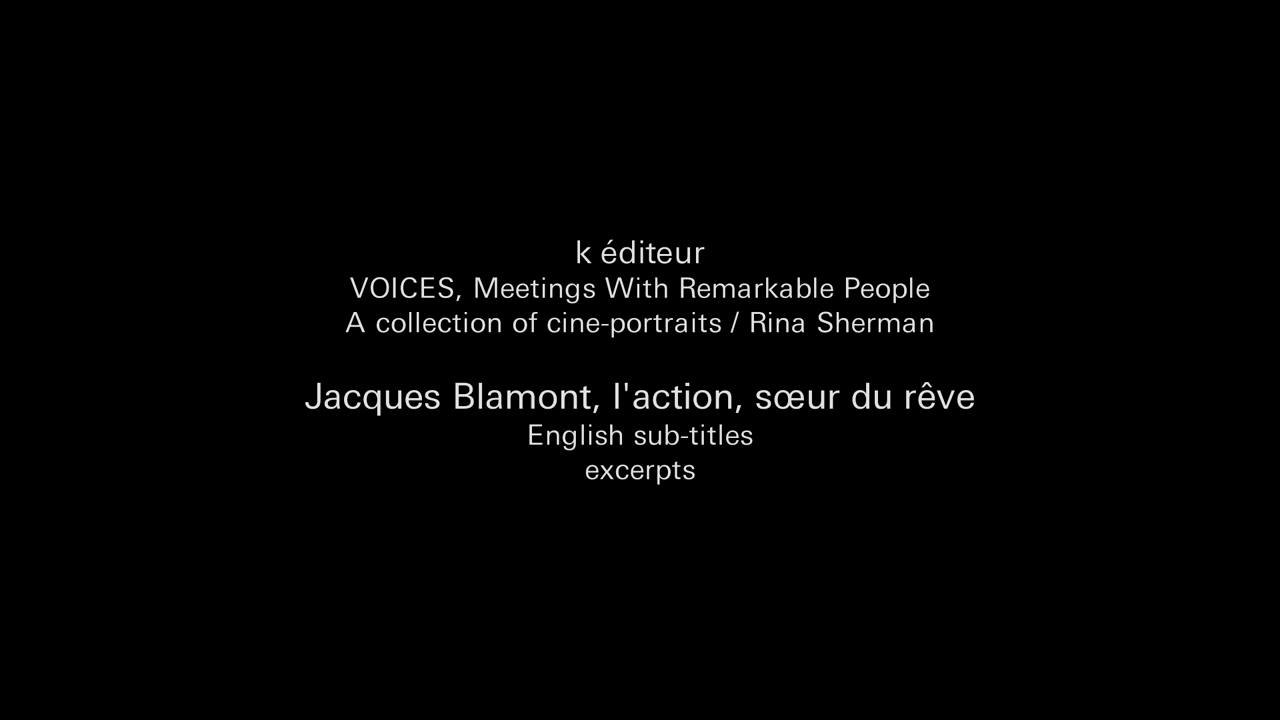 k éditeur
VOICES, Meetings With Remarkable People
A collection of cine-portraits / Rina Sherman
Jacques Blamont, l'action, sœur du rêve
English sub-titles
excerpts